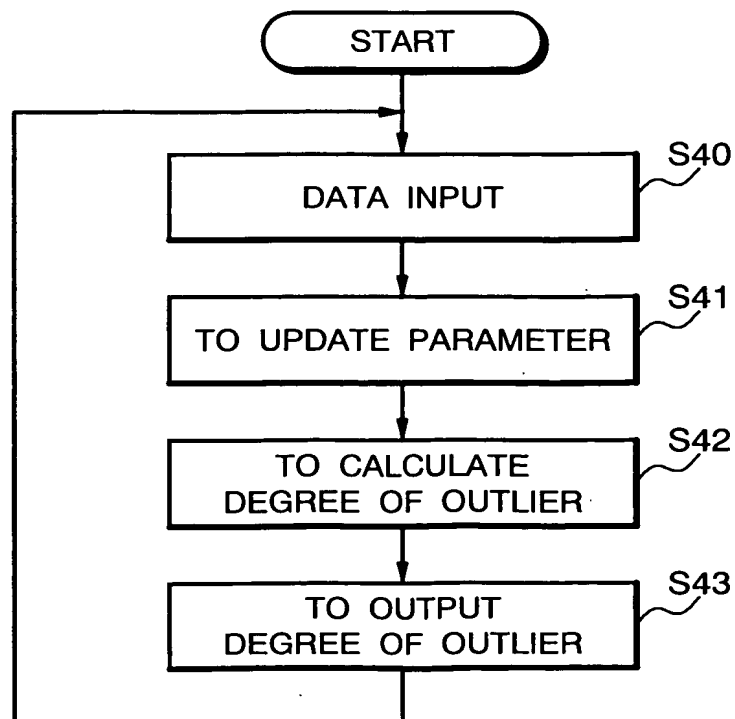 START
S40
DATA INPUT
S41
TO UPDATE PARAMETER
S42
TO CALCULATE
DEGREE OF OUTLIER
S43
TO OUTPUT
DEGREE OF OUTLIER